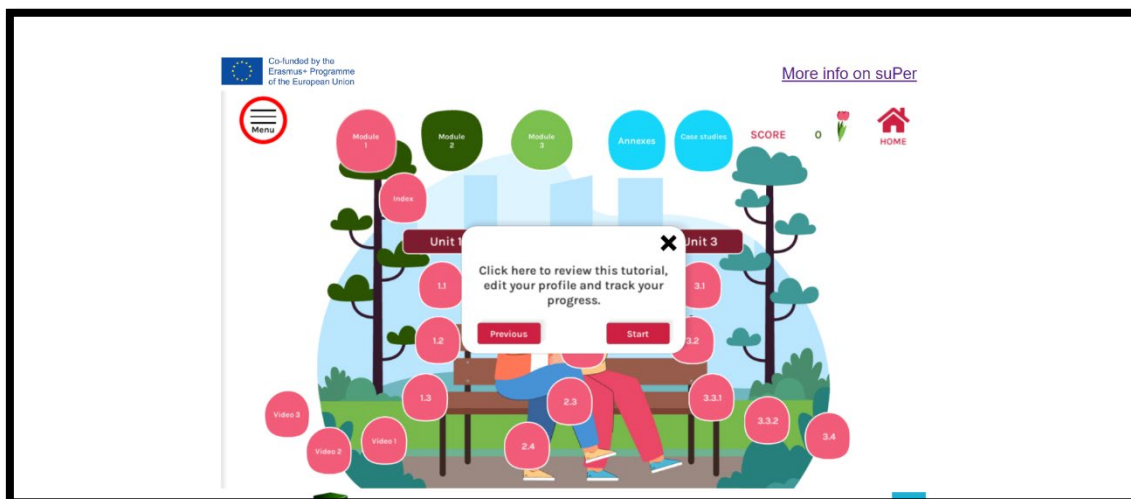 Co-funded by the
Erasmus+ Programme
of the European Union
More info on suPer
Menu
Module
1
Module
2
Module
3
Annexes
Case studies
SCORE
0
HOME
Index
Unit 1
Unit 3
Click here to review this tutorial,
edit your profile and track your
progress.
Previous
Start
1.1
3.1
1.2
3.2
1.3
2.3
3.3.1
3.3.2
3.4
Video 3
Video 2
Video 1
2.4